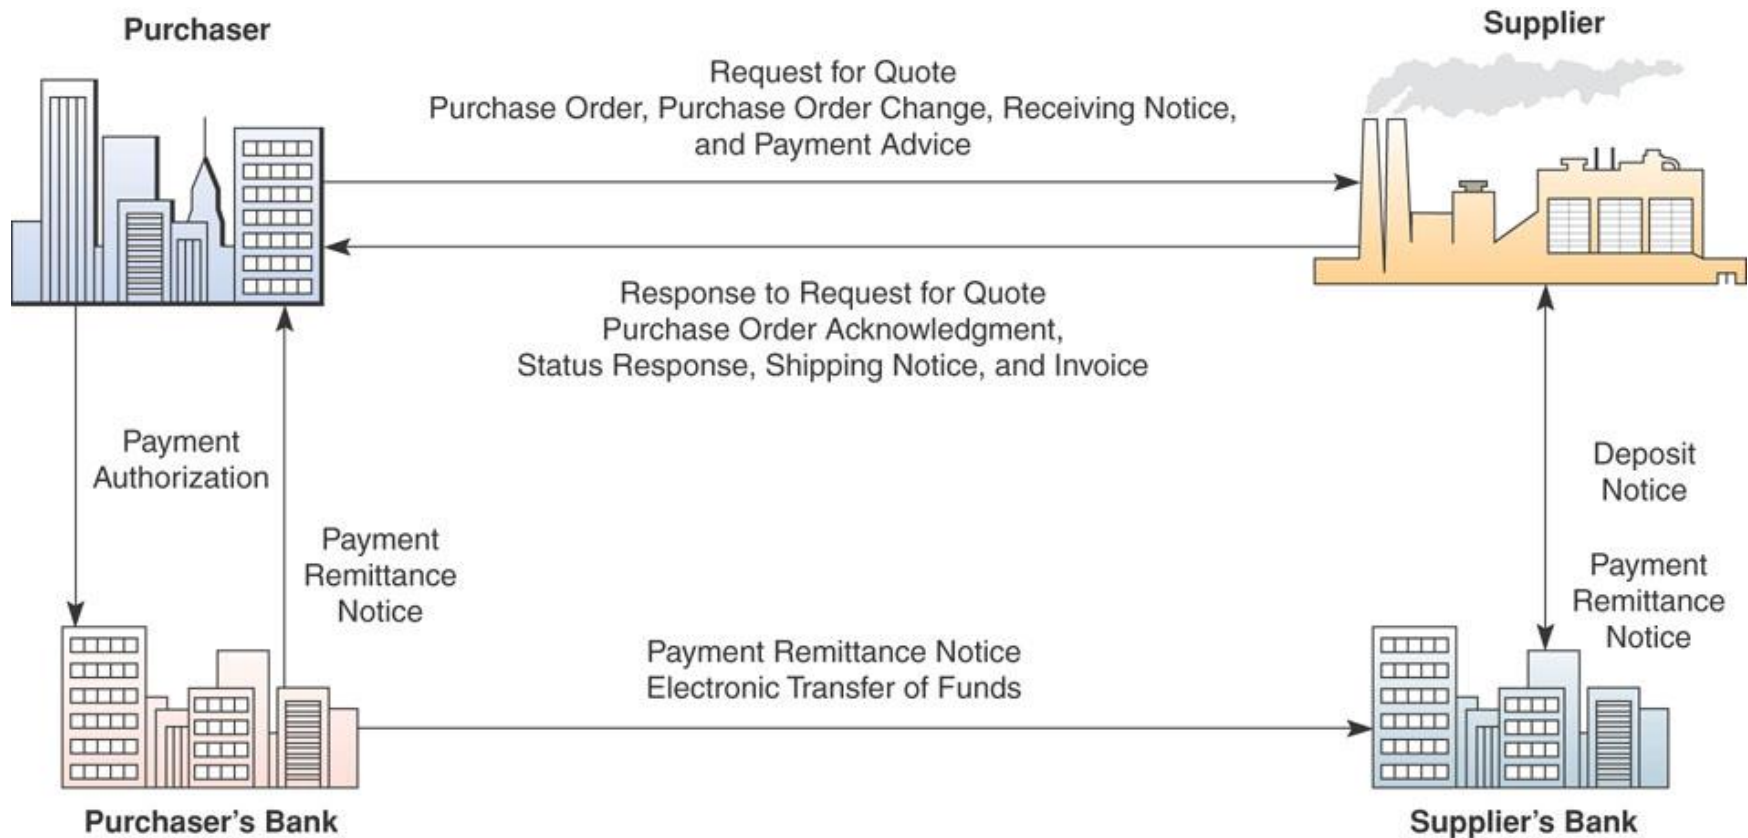 Purchaser
Supplier
Request for Quote
Purchase Order, Purchase Order Change, Receiving Notice,
and Payment Advice
Response to Request for Quote
Purchase Order Acknowledgment,
Status Response, Shipping Notice, and Invoice
Payment
Authorization
Payment
Remittance
Notice
Deposit
Notice
Payment
Remittance
Notice
Payment Remittance Notice
Electronic Transfer of Funds
Purchaser's Bank
Supplier's Bank